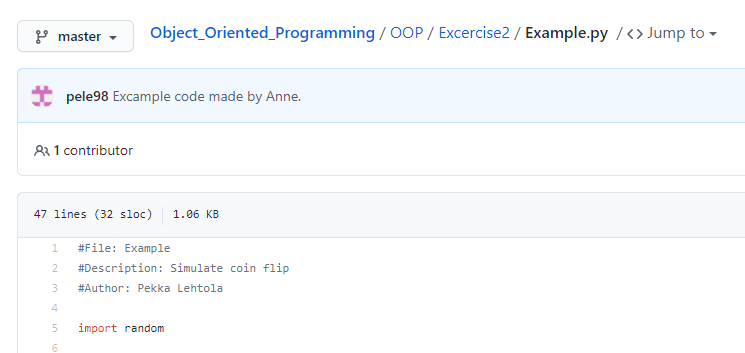 master Object_Oriented_Programming / OOP / Excercise2 / Example.py / <> Jump to
pele98 Excample code made by Anne.
1 contributor
47 lines (32 sloc) 1.06 KB
1 #File: Example
2 #Description: Simulate coin flip
3 #Author: Pekka Lehtola
4
5 import random
6